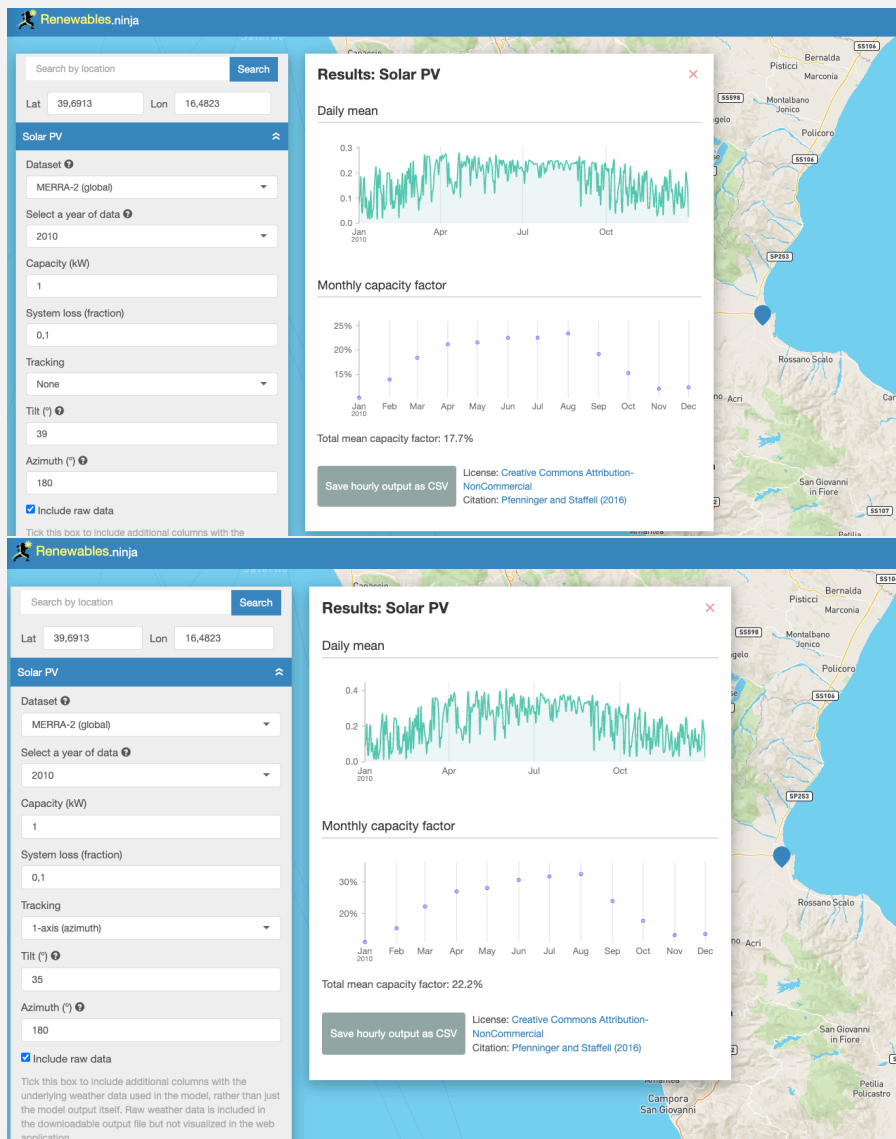 Renewables.ninja
Search by location
Search
Lat
39,6913
Lon
16,4823
Solar PV
Dataset
MERRA-2 (global)
Select a year of data
2010
Capacity (kW)
1
System loss (fraction)
0,1
Tracking
None
Tilt (°)
39
Azimuth (°)
180
Include raw data
Tick this box to include additional columns with the
Results: Solar PV
×
Daily mean
0.3
0.2
0.1
0.0
Jan Apr Jul Oct
2010
Monthly capacity factor
25%
20%
15%
Jan Feb Mar Apr May Jun Jul Aug Sep Oct Nov Dec
2010
Total mean capacity factor: 17.7%
Save hourly output as CSV
License: Creative Commons Attribution-
NonCommercial
Citation: Pfenninger and Staffell (2016)
SS106
Bernalda
Pisticci
Marconia
SS598
Montalbano
Jonico
Policoro
SS106
SP253
Rossano Scalo
Acri
San Giovanni
in Fiore
SS107
Petilia
Renewables.ninja
Search by location
Search
Lat
39,6913
Lon
16,4823
Solar PV
Dataset
MERRA-2 (global)
Select a year of data
2010
Capacity (kW)
1
System loss (fraction)
0,1
Tracking
1-axis (azimuth)
Tilt (°)
35
Azimuth (°)
180
Include raw data
Tick this box to include additional columns with the
underlying weather data used in the model, rather than just
the model output itself. Raw weather data is included in
the downloadable output file but not visualized in the web
application.
Results: Solar PV
×
Daily mean
0.4
0.2
0.0
Jan Apr Jul Oct
2010
Monthly capacity factor
30%
20%
Jan Feb Mar Apr May Jun Jul Aug Sep Oct Nov Dec
2010
Total mean capacity factor: 22.2%
Save hourly output as CSV
License: Creative Commons Attribution-
NonCommercial
Citation: Pfenninger and Staffell (2016)
Bernalda
Pisticci
Marconia
SS598
Montalbano
Jonico
Policoro
SS106
SP253
Rossano Scalo
Acri
San Giovanni
in Fiore
Petilia
Policastro
Campora
San Giovanni